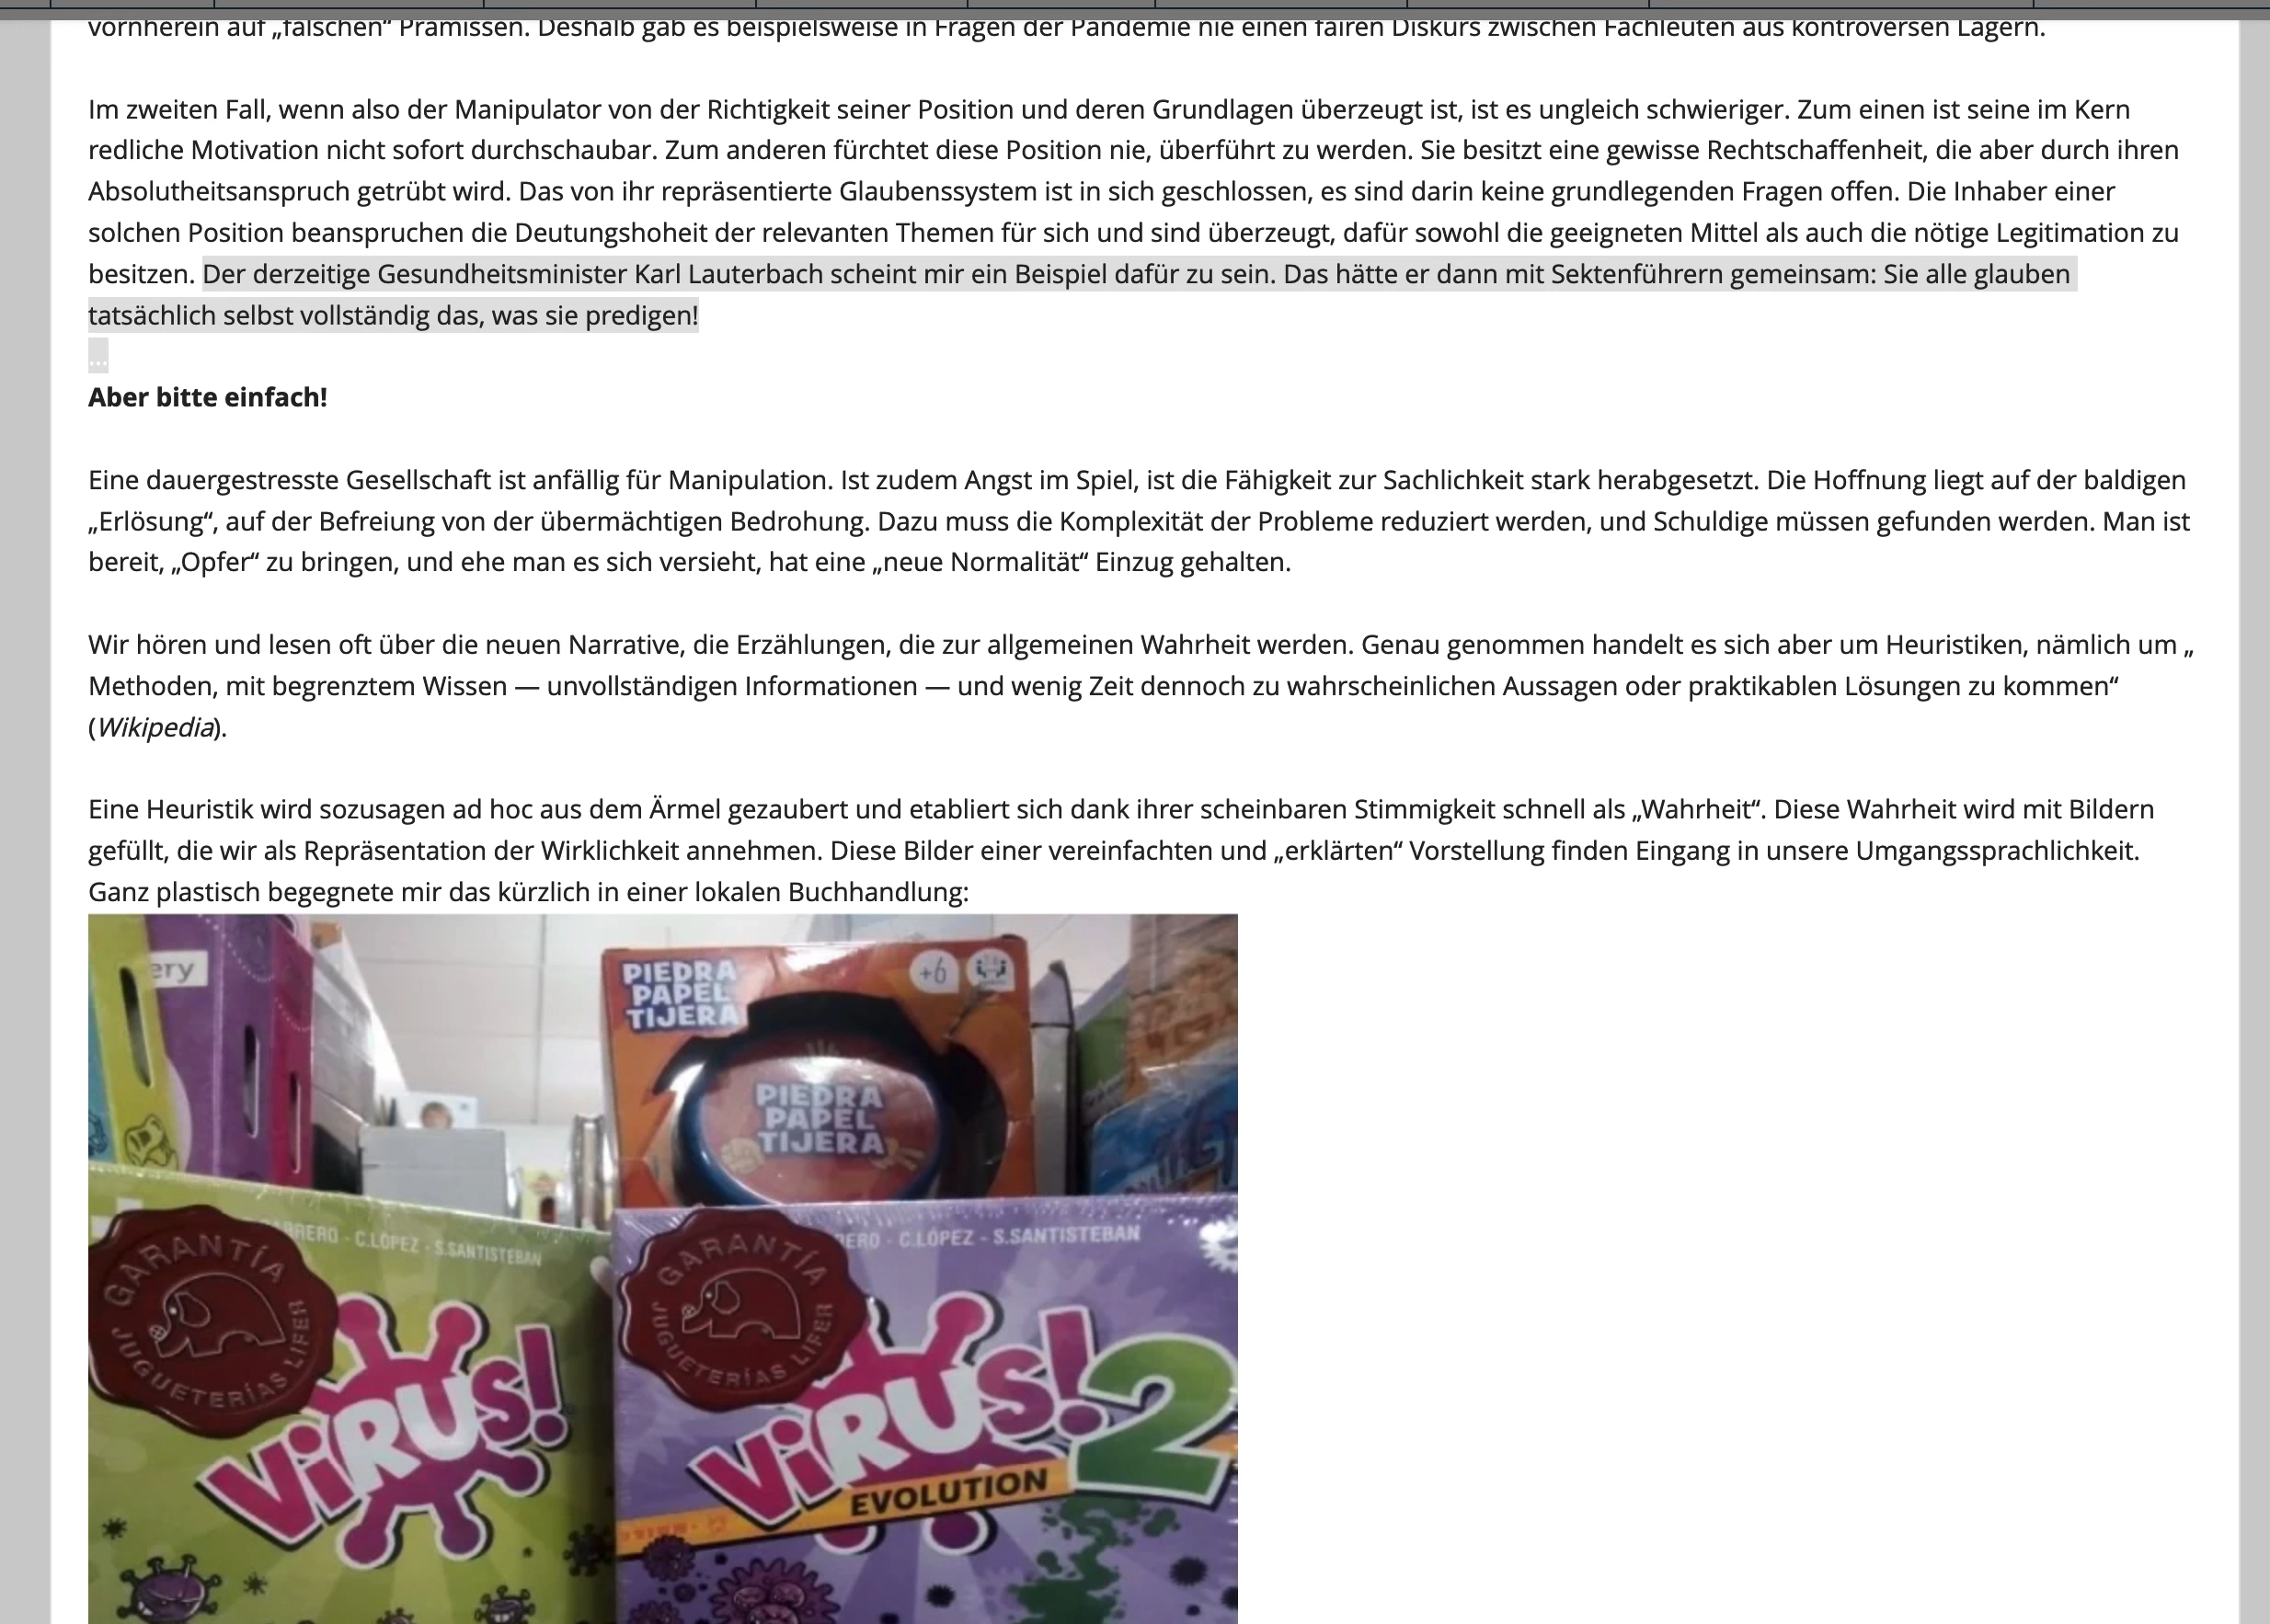 vornherein auf „falschen“ Prämissen. Deshalb gab es beispielsweise in Fragen der Pandemie nie einen fairen Diskurs zwischen Fachleuten aus kontroversen Lagern.
Im zweiten Fall, wenn also der Manipulator von der Richtigkeit seiner Position und deren Grundlagen überzeugt ist, ist es ungleich schwieriger. Zum einen ist seine im Kern
redliche Motivation nicht sofort durchschaubar. Zum anderen fürchtet diese Position nie, überführt zu werden. Sie besitzt eine gewisse Rechtschaffenheit, die aber durch ihren
Absolutheitsanspruch getrübt wird. Das von ihr repräsentierte Glaubenssystem ist in sich geschlossen, es sind darin keine grundlegenden Fragen offen. Die Inhaber einer
solchen Position beanspruchen die Deutungshoheit der relevanten Themen für sich und sind überzeugt, dafür sowohl die geeigneten Mittel als auch die nötige Legitimation zu
besitzen. Der derzeitige Gesundheitsminister Karl Lauterbach scheint mir ein Beispiel dafür zu sein. Das hätte er dann mit Sektenführern gemeinsam: Sie alle glauben
tatsächlich selbst vollständig das, was sie predigen!
...
Aber bitte einfach!
Eine dauergestresste Gesellschaft ist anfällig für Manipulation. Ist zudem Angst im Spiel, ist die Fähigkeit zur Sachlichkeit stark herabgesetzt. Die Hoffnung liegt auf der baldigen
„Erlösung“, auf der Befreiung von der übermächtigen Bedrohung. Dazu muss die Komplexität der Probleme reduziert werden, und Schuldige müssen gefunden werden. Man ist
bereit, „Opfer“ zu bringen, und ehe man es sich versieht, hat eine „neue Normalität“ Einzug gehalten.
Wir hören und lesen oft über die neuen Narrative, die Erzählungen, die zur allgemeinen Wahrheit werden. Genau genommen handelt es sich aber um Heuristiken, nämlich um „
Methoden, mit begrenztem Wissen — unvollständigen Informationen — und wenig Zeit dennoch zu wahrscheinlichen Aussagen oder praktikablen Lösungen zu kommen“
(Wikipedia).
Eine Heuristik wird sozusagen ad hoc aus dem Ärmel gezaubert und etabliert sich dank ihrer scheinbaren Stimmigkeit schnell als „Wahrheit“. Diese Wahrheit wird mit Bildern
gefüllt, die wir als Repräsentation der Wirklichkeit annehmen. Diese Bilder einer vereinfachten und „erklärten“ Vorstellung finden Eingang in unsere Umgangssprachlichkeit.
Ganz plastisch begegnete mir das kürzlich in einer lokalen Buchhandlung:
ery
PIEDRA
PAPEL
TIJERA
+6
PIEDRA
PAPEL
TIJERA
RERO - C.LÓPEZ - S.SANTISTEBAN
GARANTÍA
JUGUETERÍAS LIFER
ViRUS!
ERO - C.LÓPEZ - S.SANTISTEBAN
GARANTÍA
JUGUETERÍAS LIFER
ViRUS! 2
EVOLUTION